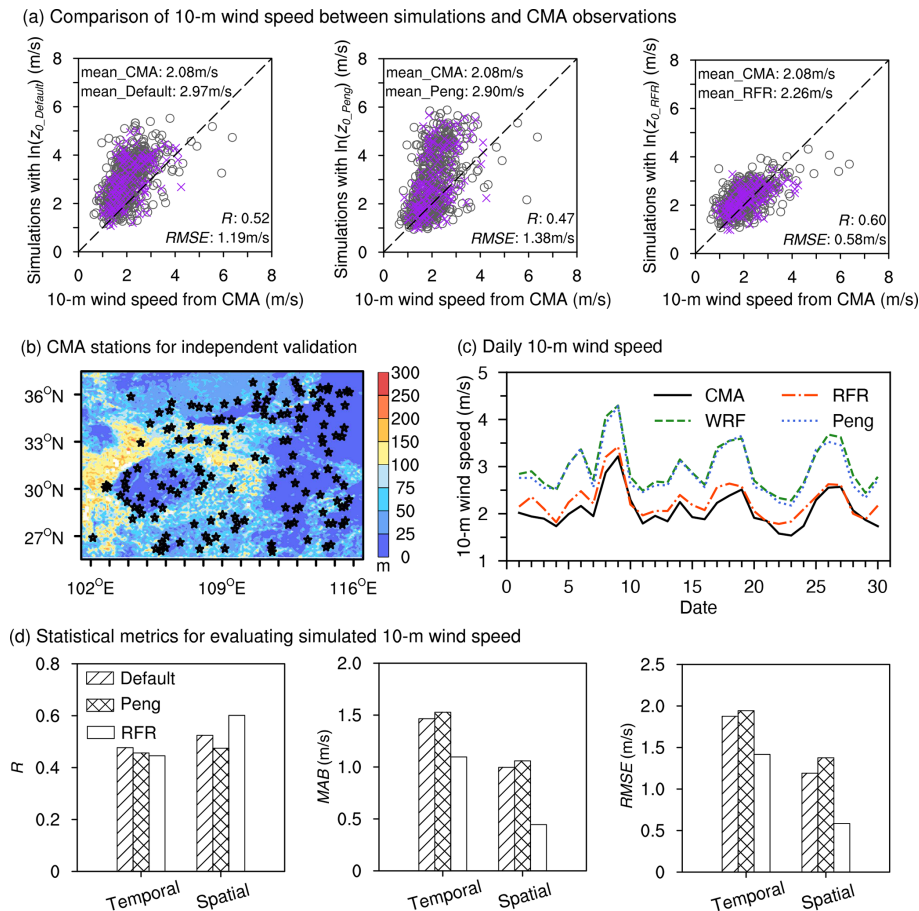 (a) Comparison of 10-m wind speed between simulations and CMA observations
Simulations with ln(z0_Default) (m/s)
8
6
4
2
0
mean_CMA: 2.08m/s
mean_Default: 2.97m/s
R: 0.52
RMSE: 1.19m/s
0 2 4 6 8
10-m wind speed from CMA (m/s)
Simulations with ln(z0_Peng) (m/s)
8
6
4
2
0
mean_CMA: 2.08m/s
mean_Peng: 2.90m/s
R: 0.47
RMSE: 1.38m/s
0 2 4 6 8
10-m wind speed from CMA (m/s)
Simulations with ln(z0_RFR) (m/s)
8
6
4
2
0
mean_CMA: 2.08m/s
mean_RFR: 2.26m/s
R: 0.60
RMSE: 0.58m/s
0 2 4 6 8
10-m wind speed from CMA (m/s)
(b) CMA stations for independent validation
36°N
33°N
30°N
27°N
102°E 109°E 116°E
300
250
200
150
100
75
50
25
0
m
(c) Daily 10-m wind speed
10-m wind speed (m/s)
5
4
3
2
1
CMA RFR
WRF Peng
0 5 10 15 20 25 30
Date
(d) Statistical metrics for evaluating simulated 10-m wind speed
R
0.8
0.6
0.4
0.2
0
Default
Peng
RFR
Temporal Spatial
MAB (m/s)
2.0
1.5
1.0
0.5
0
Temporal Spatial
RMSE (m/s)
2.5
2.0
1.5
1.0
0.5
0
Temporal Spatial